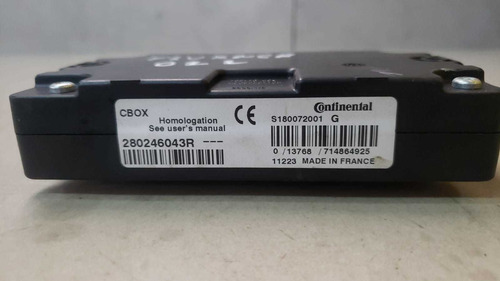 CBOX
Homologation
See user's manual
280246043R ---
CE
Continental
S180072001 G
0 /13768 /714864925
11223 MADE IN FRANCE